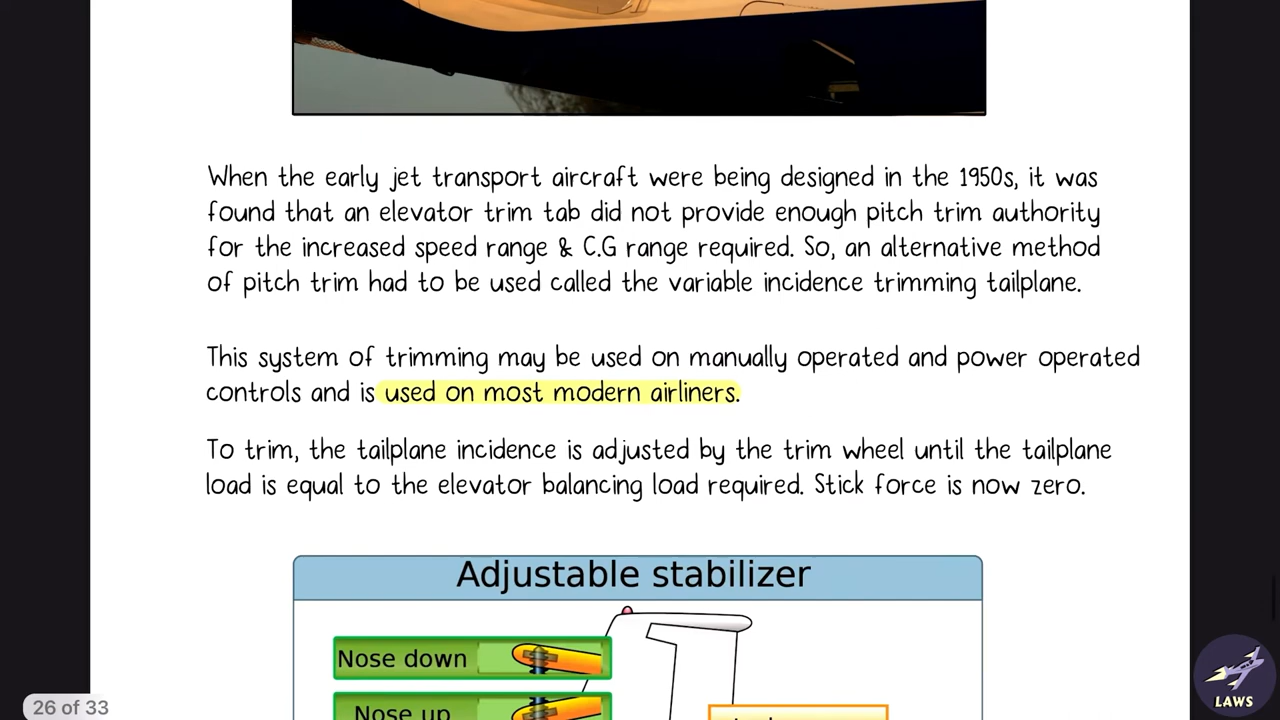 When the early jet transport aircraft were being designed in the 1950s, it was
found that an elevator trim tab did not provide enough pitch trim authority
for the increased speed range & C.G range required. So, an alternative method
of pitch trim had to be used called the variable incidence trimming tailplane.
This system of trimming may be used on manually operated and power operated
controls and is used on most modern airliners.
To trim, the tailplane incidence is adjusted by the trim wheel until the tailplane
load is equal to the elevator balancing load required. Stick force is now zero.
Adjustable stabilizer
Nose down
Nose up
26 of 33
LAWS